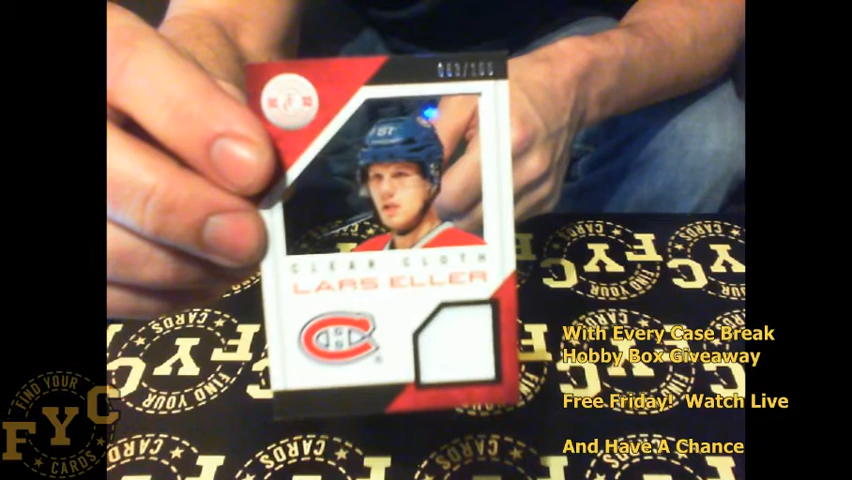 CLEAR CLOTH
LARS ELLER
With Every Case Break
Hobby Box Giveaway
Free Friday! Watch Live
And Have A Chance
FIND YOUR
FYC
CARDS